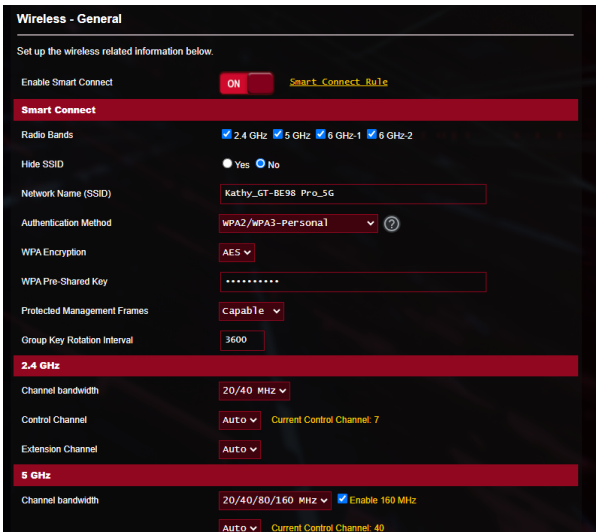 Wireless - General
Set up the wireless related information below.
Enable Smart Connect ON Smart Connect Rule
Smart Connect
Radio Bands 2.4 GHz 5 GHz 6 GHz-1 6 GHz-2
Hide SSID Yes No
Network Name (SSID) Kathy_GT-BE98 Pro_5G
Authentication Method WPA2/WPA3-Personal ?
WPA Encryption AES
WPA Pre-Shared Key ••••••••••
Protected Management Frames Capable
Group Key Rotation Interval 3600
2.4 GHz
Channel bandwidth 20/40 MHz
Control Channel Auto Current Control Channel: 7
Extension Channel Auto
5 GHz
Channel bandwidth 20/40/80/160 MHz Enable 160 MHz
Auto Current Control Channel: 40